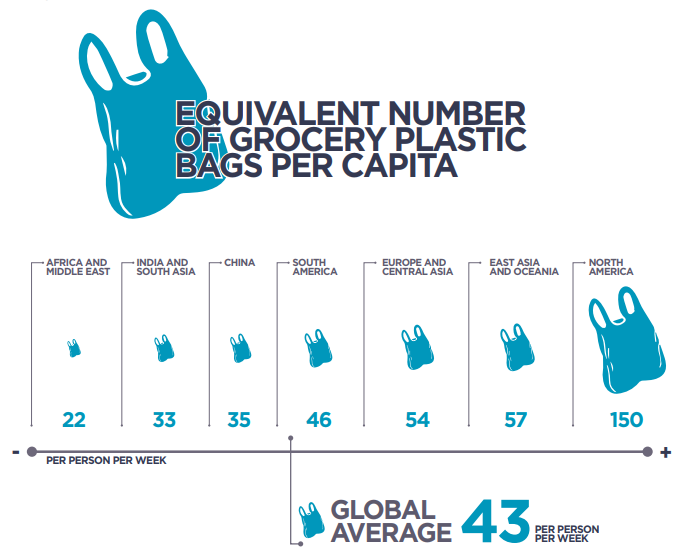 EQUIVALENT NUMBER
OF GROCERY PLASTIC
BAGS PER CAPITA
AFRICA AND
MIDDLE EAST
22
INDIA AND
SOUTH ASIA
33
CHINA
35
SOUTH
AMERICA
46
EUROPE AND
CENTRAL ASIA
54
EAST ASIA
AND OCEANIA
57
NORTH
AMERICA
150
- +
PER PERSON PER WEEK
GLOBAL
AVERAGE
43
PER PERSON
PER WEEK